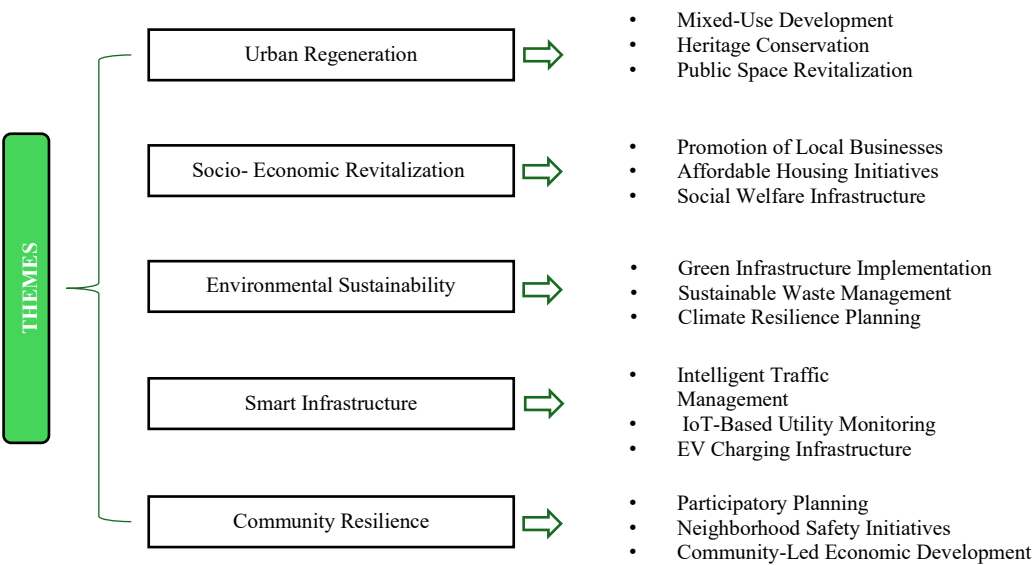 THEMES
Urban Regeneration
• Mixed-Use Development
• Heritage Conservation
• Public Space Revitalization
Socio- Economic Revitalization
• Promotion of Local Businesses
• Affordable Housing Initiatives
• Social Welfare Infrastructure
Environmental Sustainability
• Green Infrastructure Implementation
• Sustainable Waste Management
• Climate Resilience Planning
Smart Infrastructure
• Intelligent Traffic
Management
• IoT-Based Utility Monitoring
• EV Charging Infrastructure
Community Resilience
• Participatory Planning
• Neighborhood Safety Initiatives
• Community-Led Economic Development